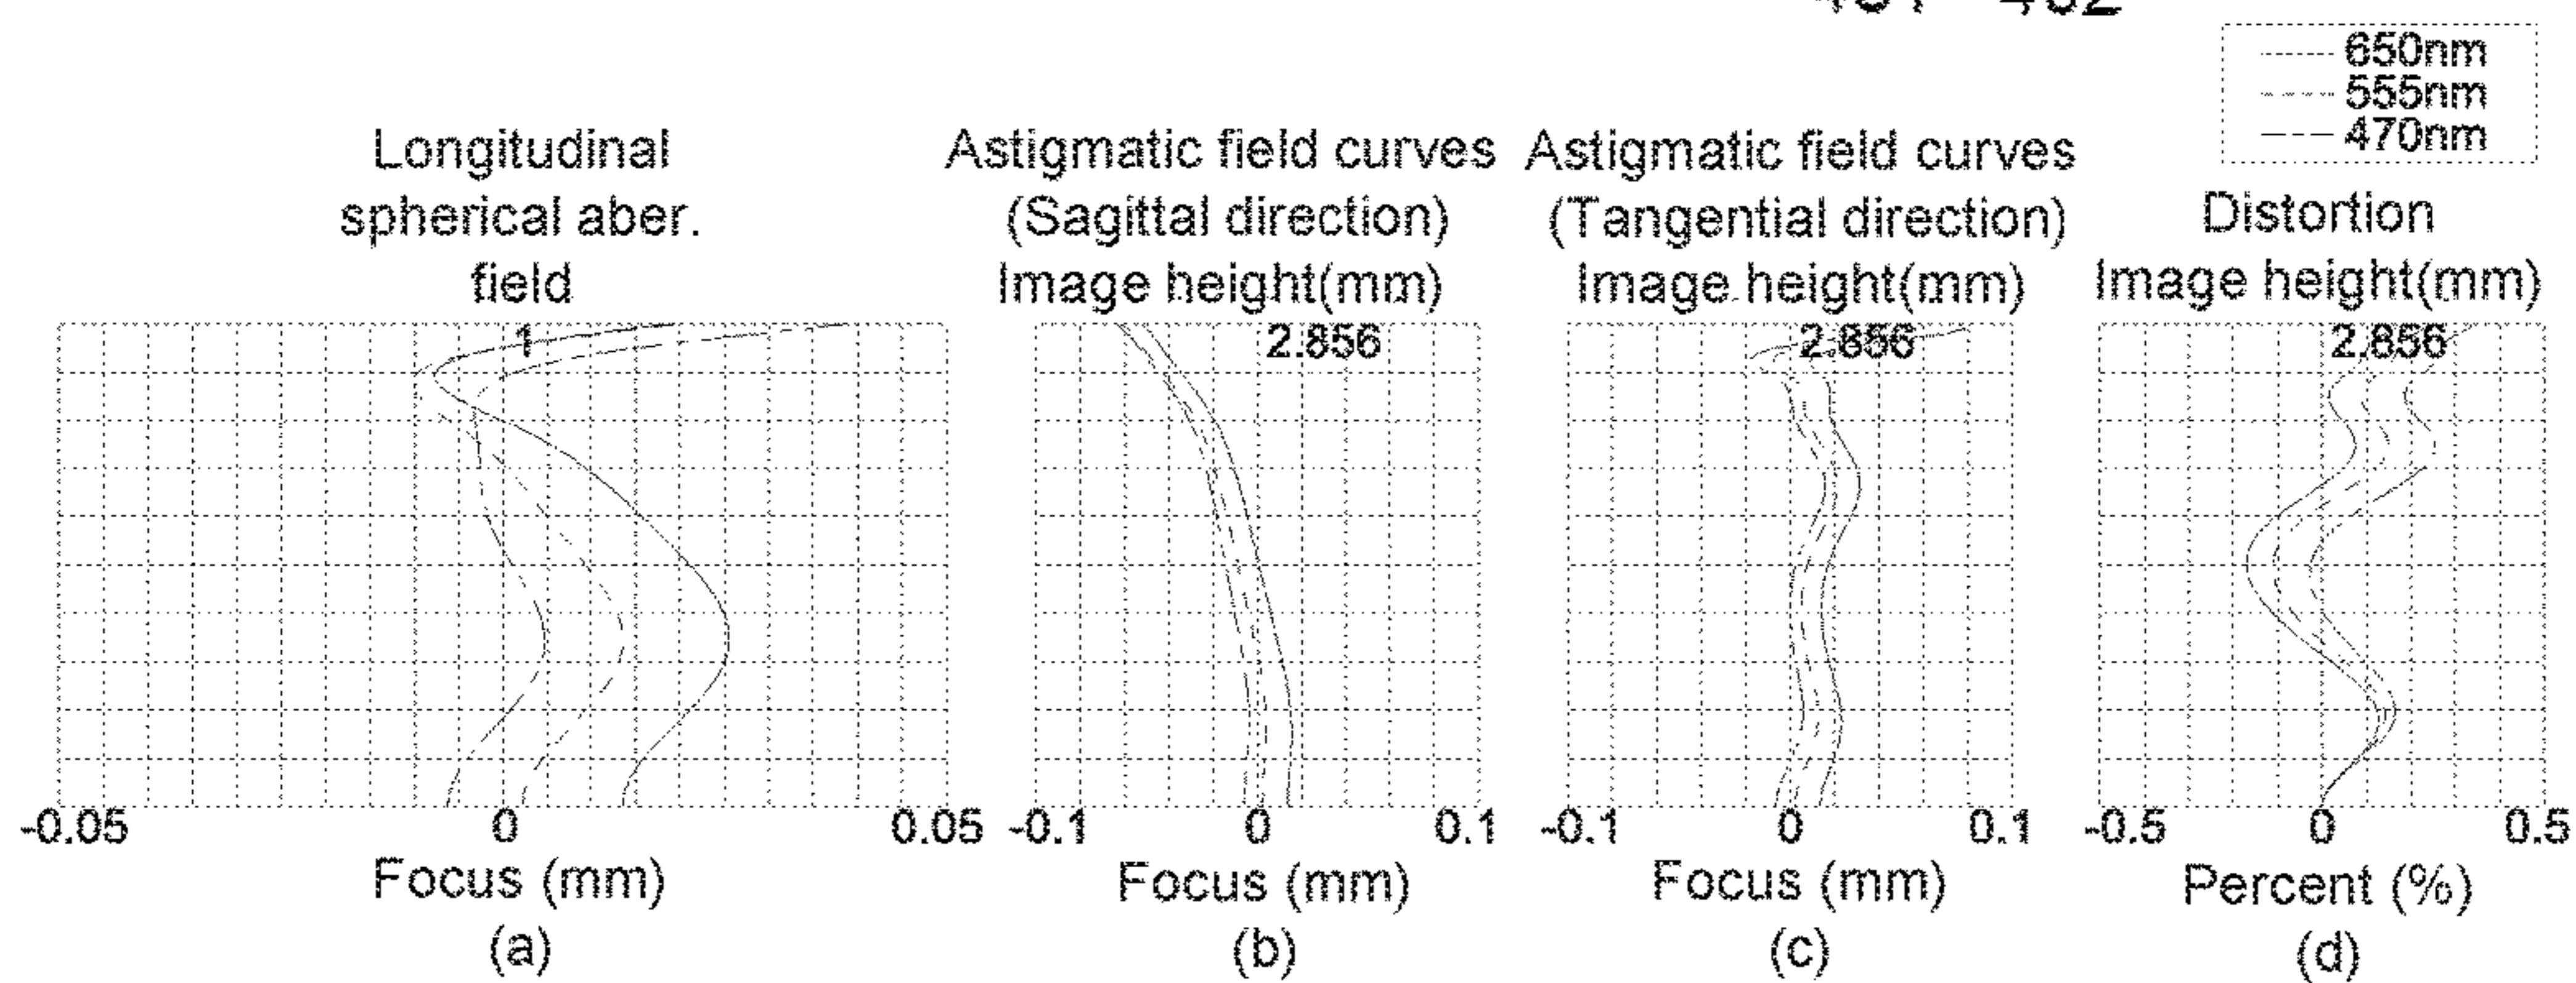 650nm
555nm
470nm
Longitudinal
spherical aber.
field
1
-0.05 0 0.05
Focus (mm)
(a)
Astigmatic field curves
(Sagittal direction)
Image height(mm)
2.856
-0.1 0 0.1
Focus (mm)
(b)
Astigmatic field curves
(Tangential direction)
Image height(mm)
2.856
-0.1 0 0.1
Focus (mm)
(c)
Distortion
Image height(mm)
2.856
-0.5 0 0.5
Percent (%)
(d)